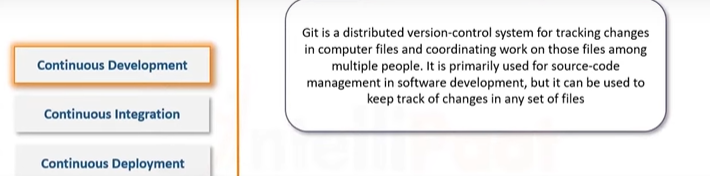 Continuous Development
Continuous Integration
Continuous Deployment
Git is a distributed version-control system for tracking changes
in computer files and coordinating work on those files among
multiple people. It is primarily used for source-code
management in software development, but it can be used to
keep track of changes in any set of files